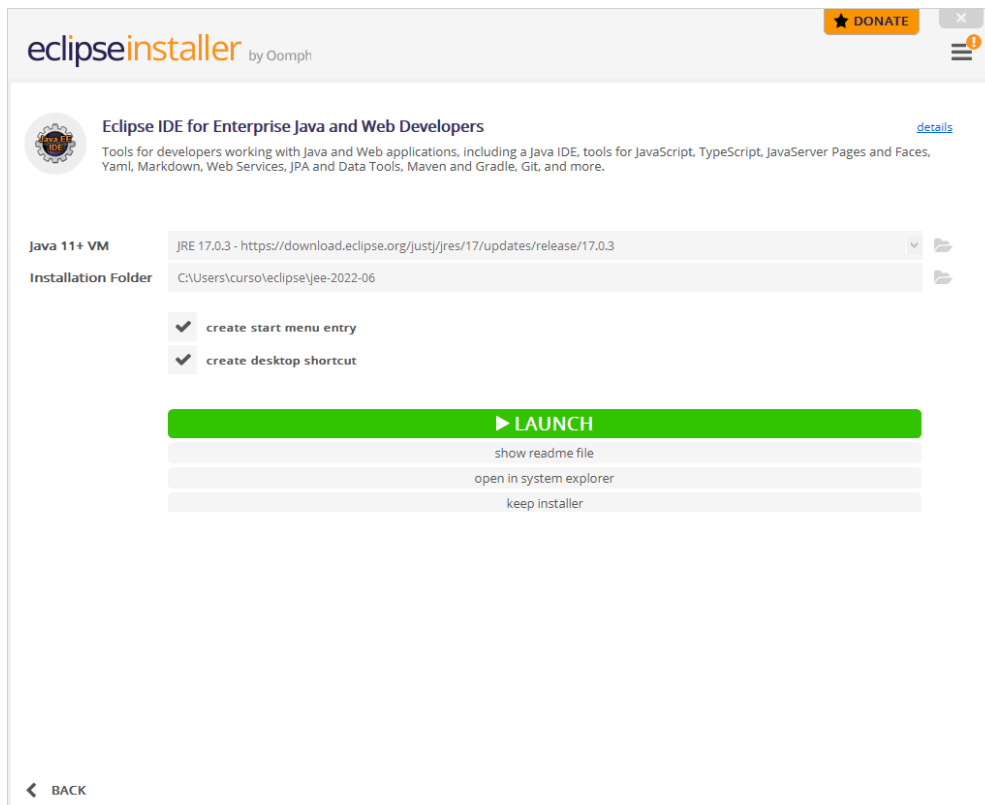 DONATE
×
eclipseinstaller by Oomph
!
Java EE
IDE
Eclipse IDE for Enterprise Java and Web Developers
details
Tools for developers working with Java and Web applications, including a Java IDE, tools for JavaScript, TypeScript, JavaServer Pages and Faces,
Yaml, Markdown, Web Services, JPA and Data Tools, Maven and Gradle, Git, and more.
Java 11+ VM
JRE 17.0.3 - https://download.eclipse.org/justj/jres/17/updates/release/17.0.3
Installation Folder
C:\Users\curso\eclipse\jee-2022-06
create start menu entry
create desktop shortcut
LAUNCH
show readme file
open in system explorer
keep installer
BACK